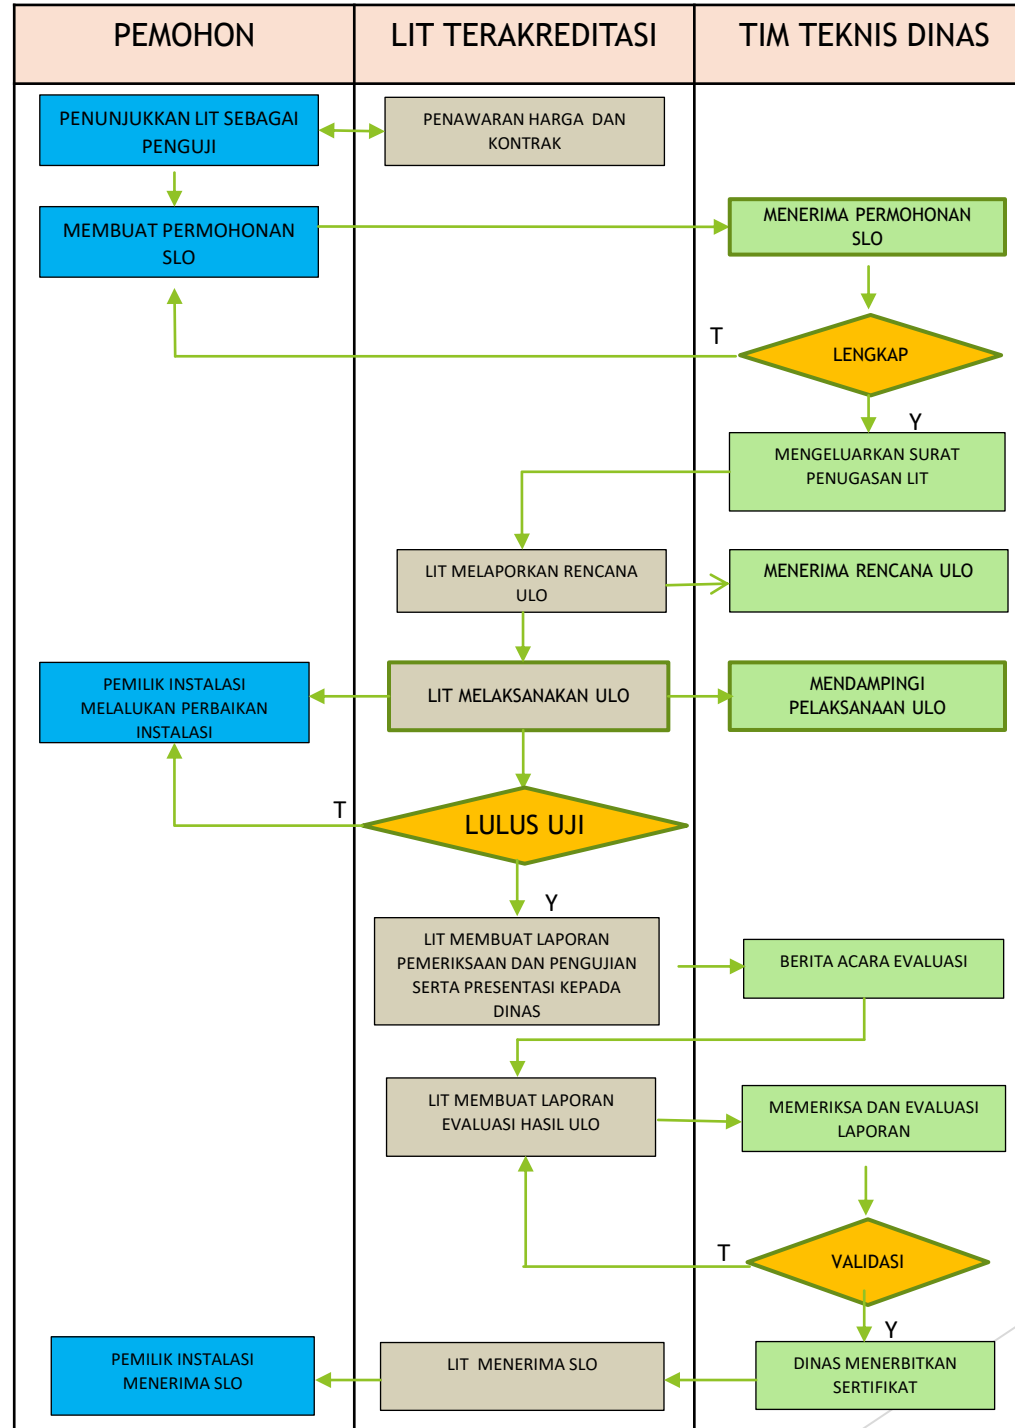 PEMOHON
LIT TERAKREDITASI
TIM TEKNIS DINAS
PENUNJUKKAN LIT SEBAGAI
PENGUJI
PENAWARAN HARGA DAN
KONTRAK
MEMBUAT PERMOHONAN
SLO
MENERIMA PERMOHONAN
SLO
T
LENGKAP
Y
MENGELUARKAN SURAT
PENUGASAN LIT
LIT MELAPORKAN RENCANA
ULO
MENERIMA RENCANA ULO
PEMILIK INSTALASI
MELALUKAN PERBAIKAN
INSTALASI
LIT MELAKSANAKAN ULO
MENDAMPINGI
PELAKSANAAN ULO
T
LULUS UJI
Y
LIT MEMBUAT LAPORAN
PEMERIKSAAN DAN PENGUJIAN
SERTA PRESENTASI KEPADA
DINAS
BERITA ACARA EVALUASI
LIT MEMBUAT LAPORAN
EVALUASI HASIL ULO
MEMERIKSA DAN EVALUASI
LAPORAN
T
VALIDASI
Y
PEMILIK INSTALASI
MENERIMA SLO
LIT MENERIMA SLO
DINAS MENERBITKAN
SERTIFIKAT